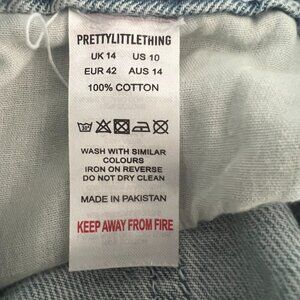 PRETTYLITTLETHING
UK 14 US 10
EUR 42 AUS 14
100% COTTON
WASH WITH SIMILAR
COLOURS
IRON ON REVERSE
DO NOT DRY CLEAN
MADE IN PAKISTAN
KEEP AWAY FROM FIRE